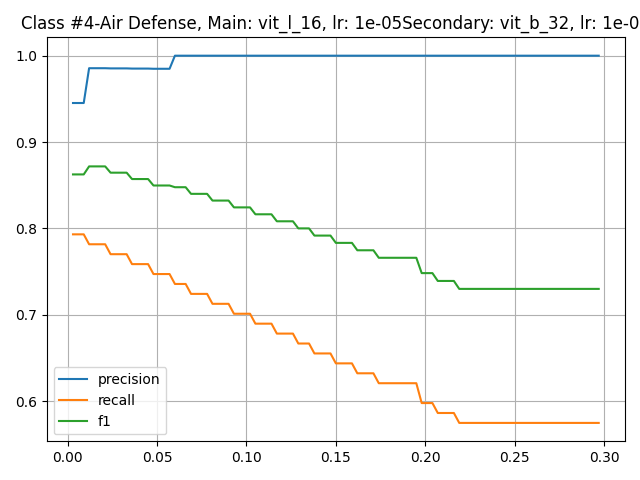 Class #4-Air Defense, Main: vit_l_16, lr: 1e-05Secondary: vit_b_32, lr: 1e-0
1.0
0.9
0.8
0.7
0.6
precision
recall
f1
0.00 0.05 0.10 0.15 0.20 0.25 0.30